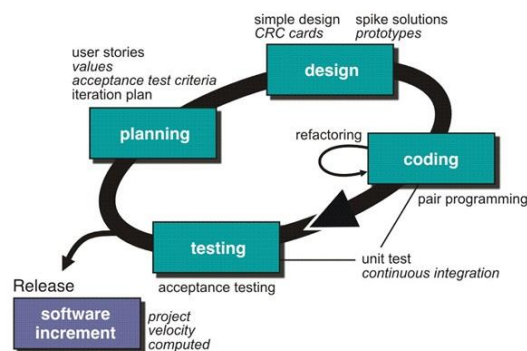 simple design
CRC cards
spike solutions
prototypes
user stories
values
acceptance test criteria
iteration plan
design
planning
refactoring
coding
pair programming
testing
acceptance testing
unit test
continuous integration
Release
software
increment
project
velocity
computed